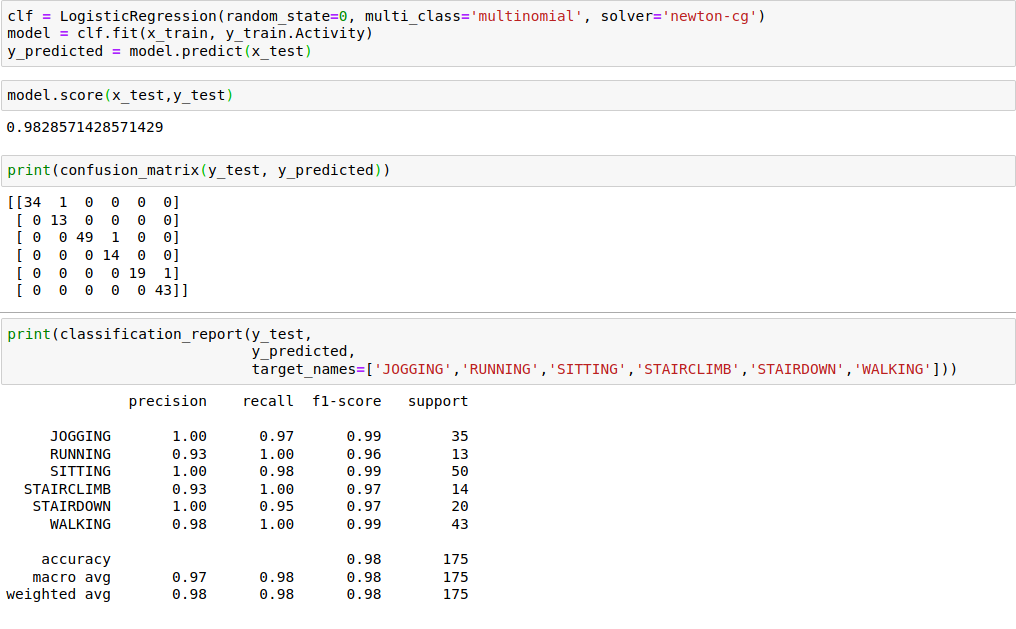 clf = LogisticRegression(random_state=0, multi_class='multinomial', solver='newton-cg')
model = clf.fit(x_train, y_train.Activity)
y_predicted = model.predict(x_test)
model.score(x_test,y_test)
0.9828571428571429
print(confusion_matrix(y_test, y_predicted))
[[34  1  0  0  0  0]
 [ 0 13  0  0  0  0]
 [ 0  0 49  1  0  0]
 [ 0  0  0 14  0  0]
 [ 0  0  0  0 19  1]
 [ 0  0  0  0  0 43]]
print(classification_report(y_test,
                            y_predicted,
                            target_names=['JOGGING','RUNNING','SITTING','STAIRCLIMB','STAIRDOWN','WALKING']))
              precision    recall  f1-score   support
     JOGGING       1.00      0.97      0.99        35
     RUNNING       0.93      1.00      0.96        13
     SITTING       1.00      0.98      0.99        50
  STAIRCLIMB       0.93      1.00      0.97        14
   STAIRDOWN       1.00      0.95      0.97        20
     WALKING       0.98      1.00      0.99        43
    accuracy                           0.98       175
   macro avg       0.97      0.98      0.98       175
weighted avg       0.98      0.98      0.98       175